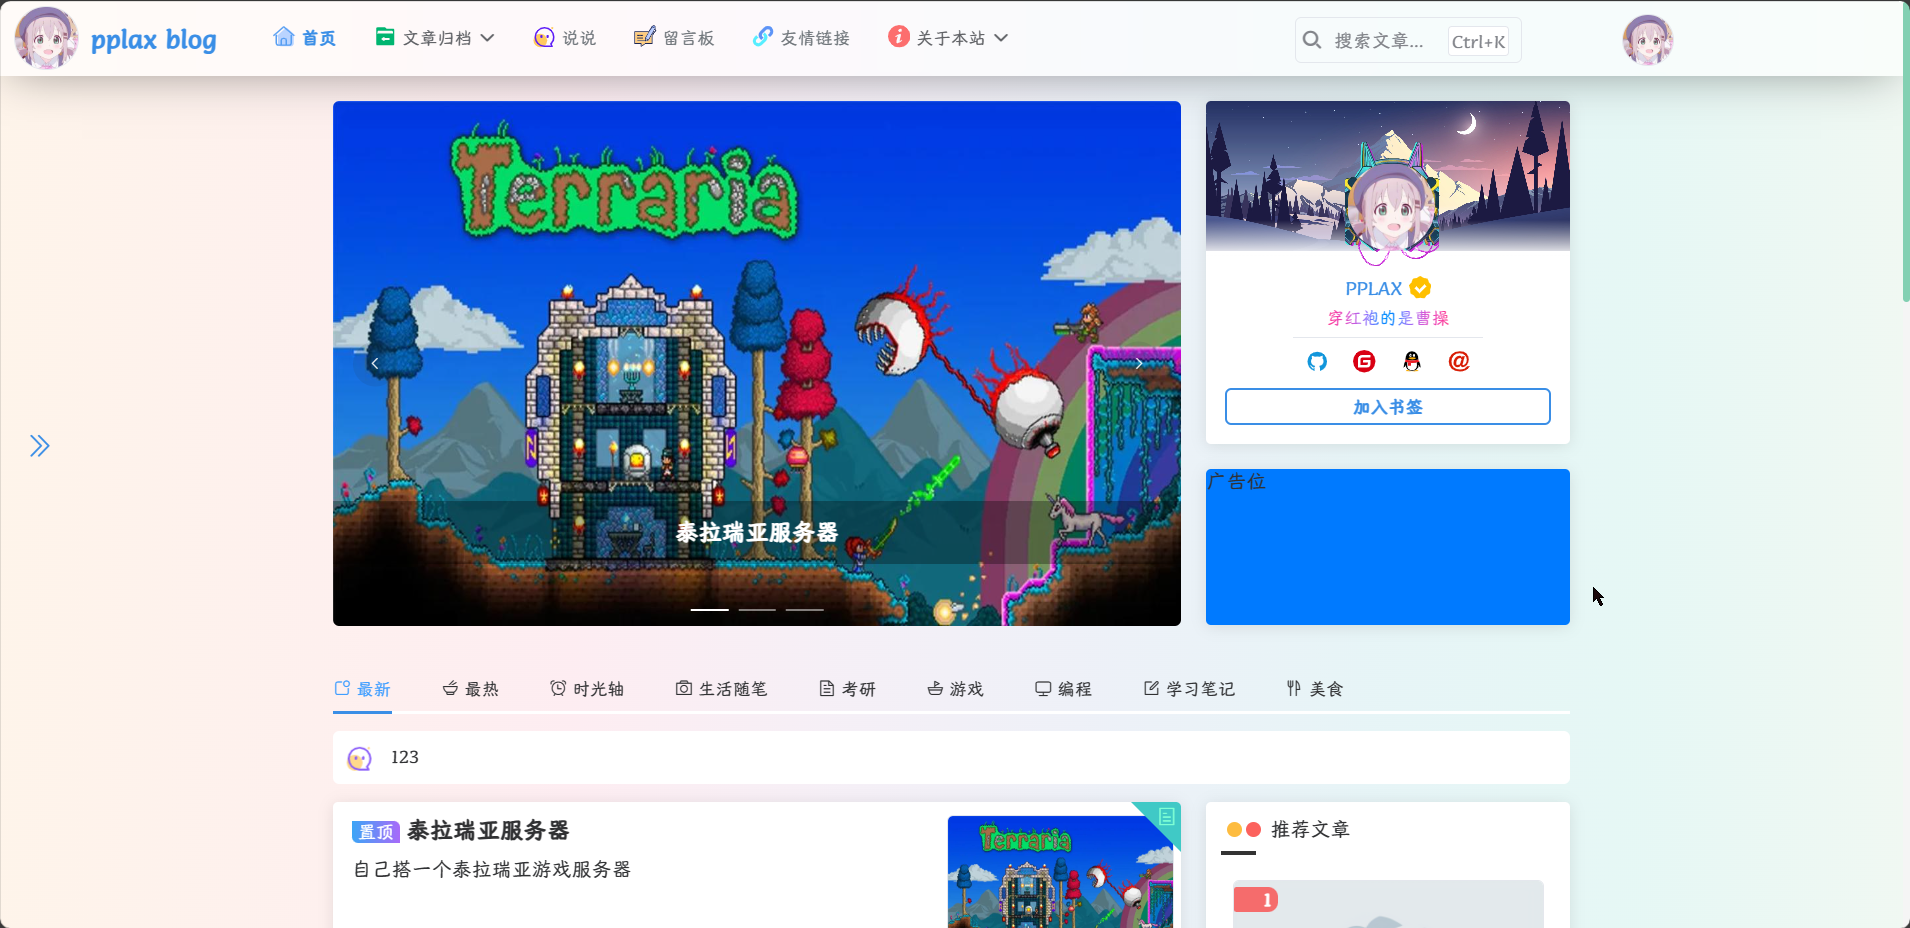 pplax blog
首页
文章归档
说说
留言板
友情链接
关于本站
搜索文章...
Ctrl+K
Terraria
泰拉瑞亚服务器
PPLAX
穿红袍的是曹操
加入书签
广告位
最新
最热
时光轴
生活随笔
考研
游戏
编程
学习笔记
美食
123
置顶 泰拉瑞亚服务器
自己搭一个泰拉瑞亚游戏服务器
Terraria
推荐文章
1